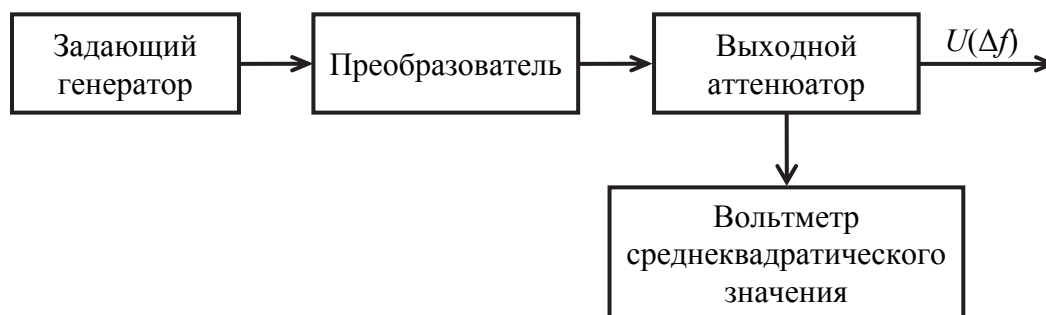 Задающий
генератор
Преобразователь
Выходной
аттенюатор
U(Δf)
Вольтметр
среднеквадратического
значения